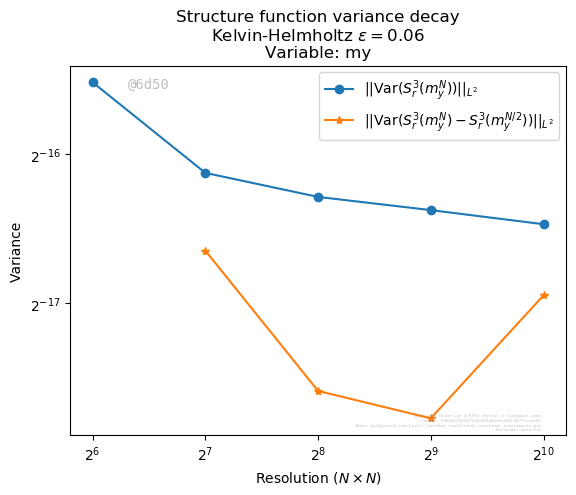 Structure function variance decay
Kelvin-Helmholtz ϵ = 0.06
Variable: my
@6d50
||Var(S_r^3(m_y^N))||_{L^2}
||Var(S_r^3(m_y^N) − S_r^3(m_y^{N/2}))||_{L^2}
Variance
2^{−16}
2^{−17}
2^6
2^7
2^8
2^9
2^{10}
Resolution (N × N)